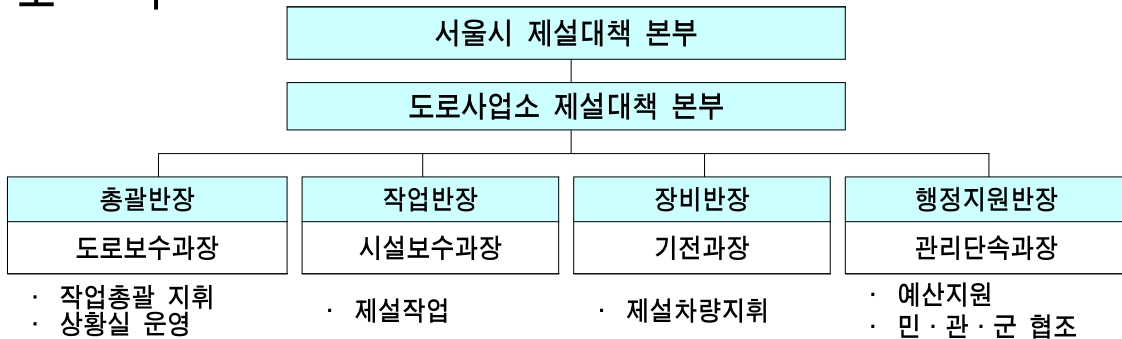 서울시 제설대책 본부
도로사업소 제설대책 본부
총괄반장
작업반장
장비반장
행정지원반장
도로보수과장
시설보수과장
기전과장
관리단속과장
· 작업총괄 지휘
· 상황실 운영
· 제설작업
· 제설차량지휘
· 예산지원
· 민·관·군 협조